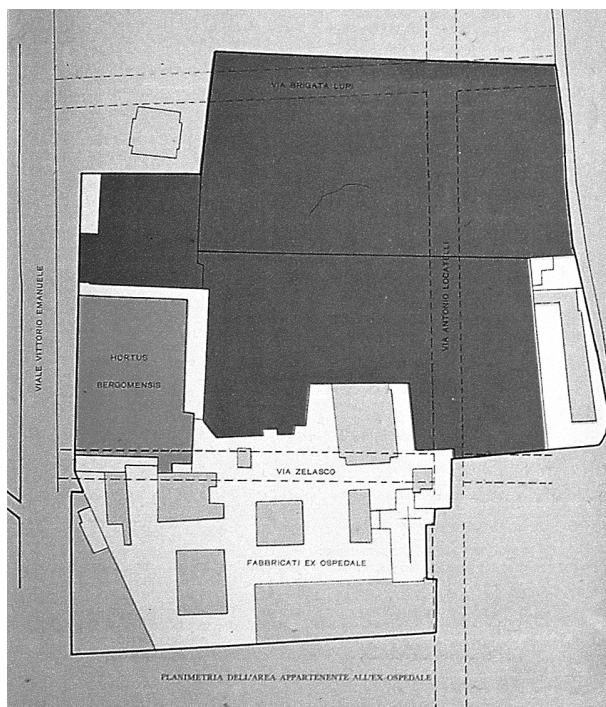 VIA BRIGATA LUPI
VIALE VITTORIO EMANUELE
VIA ANTONIO LOCATELLI
HORTUS
BERGOMENSIS
VIA ZELASCO
FABBRICATI EX OSPEDALE
PLANIMETRIA DELL'AREA APPARTENENTE ALL'EX OSPEDALE